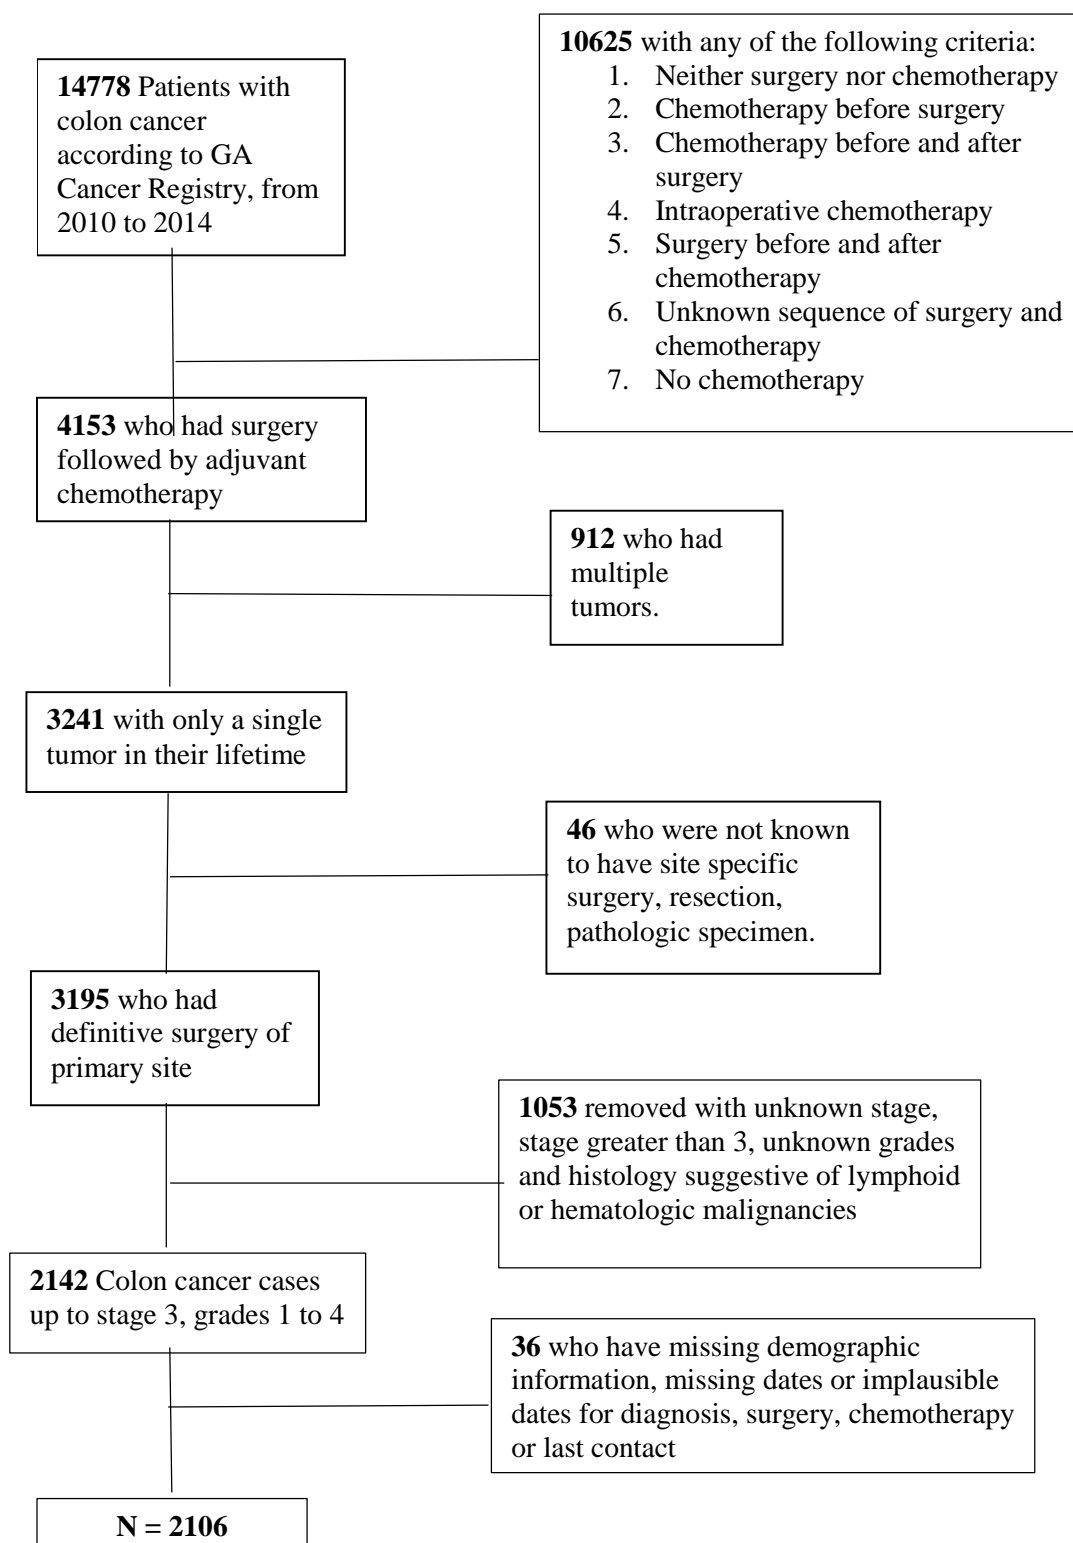 14778 Patients with
colon cancer
according to GA
Cancer Registry, from
2010 to 2014
10625 with any of the following criteria:
1. Neither surgery nor chemotherapy
2. Chemotherapy before surgery
3. Chemotherapy before and after
surgery
4. Intraoperative chemotherapy
5. Surgery before and after
chemotherapy
6. Unknown sequence of surgery and
chemotherapy
7. No chemotherapy
4153 who had surgery
followed by adjuvant
chemotherapy
912 who had
multiple
tumors.
3241 with only a single
tumor in their lifetime
46 who were not known
to have site specific
surgery, resection,
pathologic specimen.
3195 who had
definitive surgery of
primary site
1053 removed with unknown stage,
stage greater than 3, unknown grades
and histology suggestive of lymphoid
or hematologic malignancies
2142 Colon cancer cases
up to stage 3, grades 1 to 4
36 who have missing demographic
information, missing dates or implausible
dates for diagnosis, surgery, chemotherapy
or last contact
N = 2106